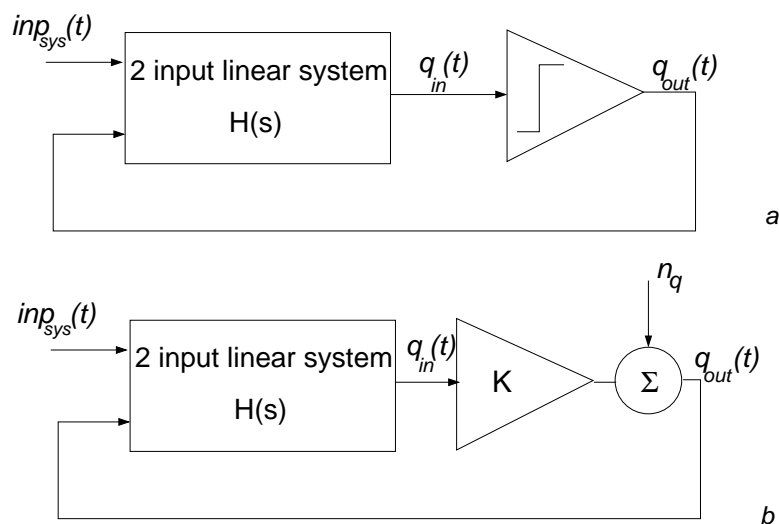 inp_sys(t)
2 input linear system
H(s)
q_in(t)
q_out(t)
a
n_q
inp_sys(t)
2 input linear system
H(s)
q_in(t)
K
Σ
q_out(t)
b